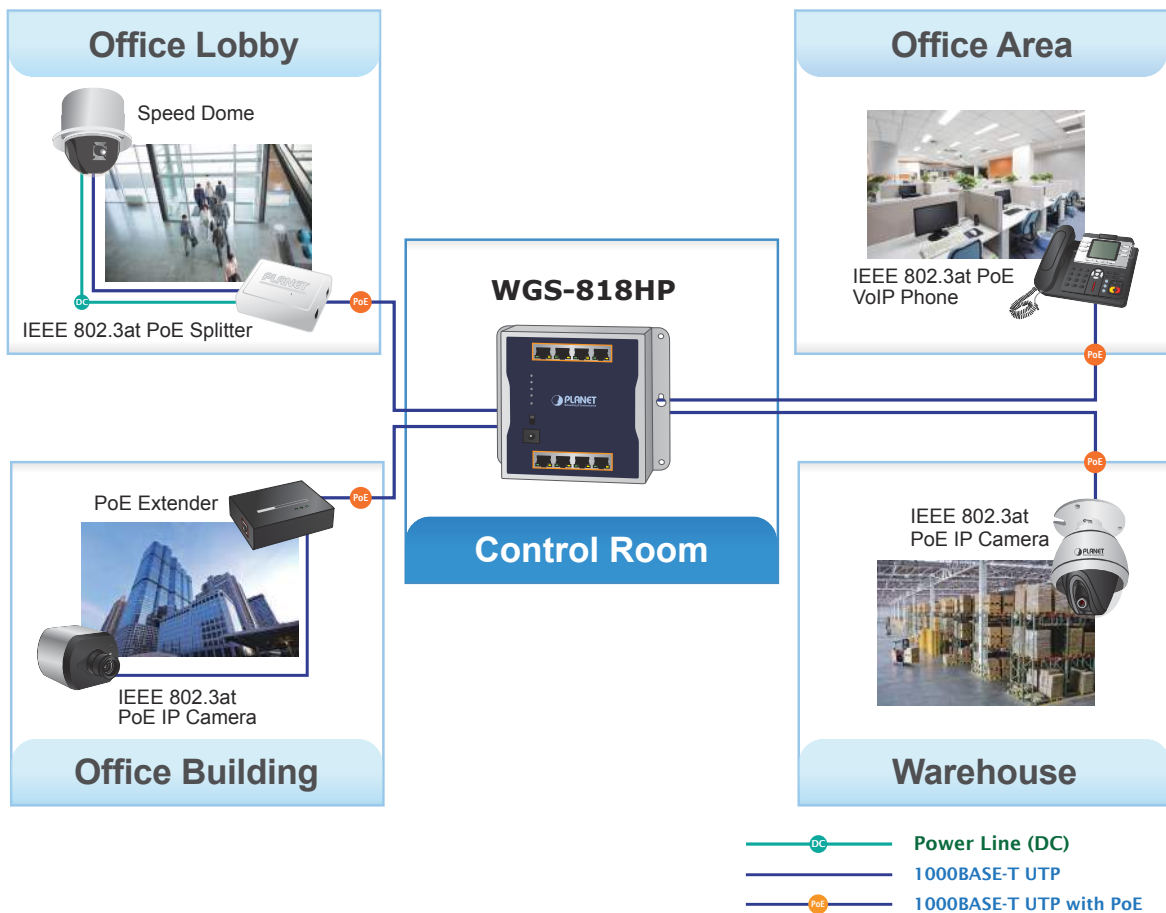 Office Lobby
Speed Dome
PLANET
DC
IEEE 802.3at PoE Splitter
PoE
Office Area
IEEE 802.3at PoE
VoIP Phone
PoE
WGS-818HP
PLANET
Control Room
PoE Extender
PoE
IEEE 802.3at
PoE IP Camera
Office Building
PoE
IEEE 802.3at
PoE IP Camera
PLANET
Warehouse
DC
Power Line (DC)
1000BASE-T UTP
PoE
1000BASE-T UTP with PoE